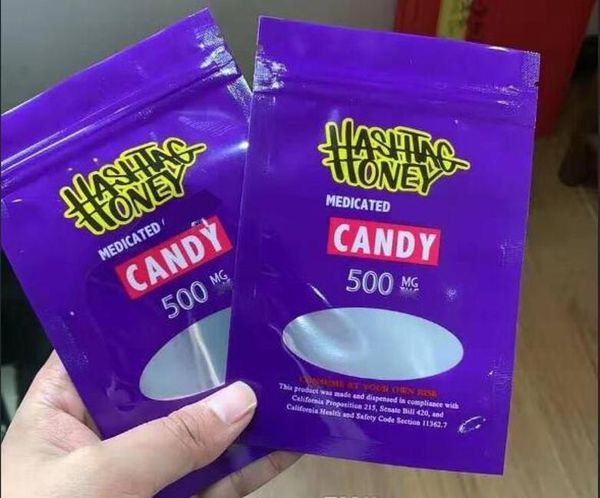 HASHTAG
HONEY
MEDICATED
CANDY
500 MG
HASHTAG
HONEY
MEDICATED
CANDY
500 MG
CONSUME AT YOUR OWN RISK
This product was made and dispensed in compliance with
California Proposition 215, Senate Bill 420, and
California Health and Safety Code Section 11362.7